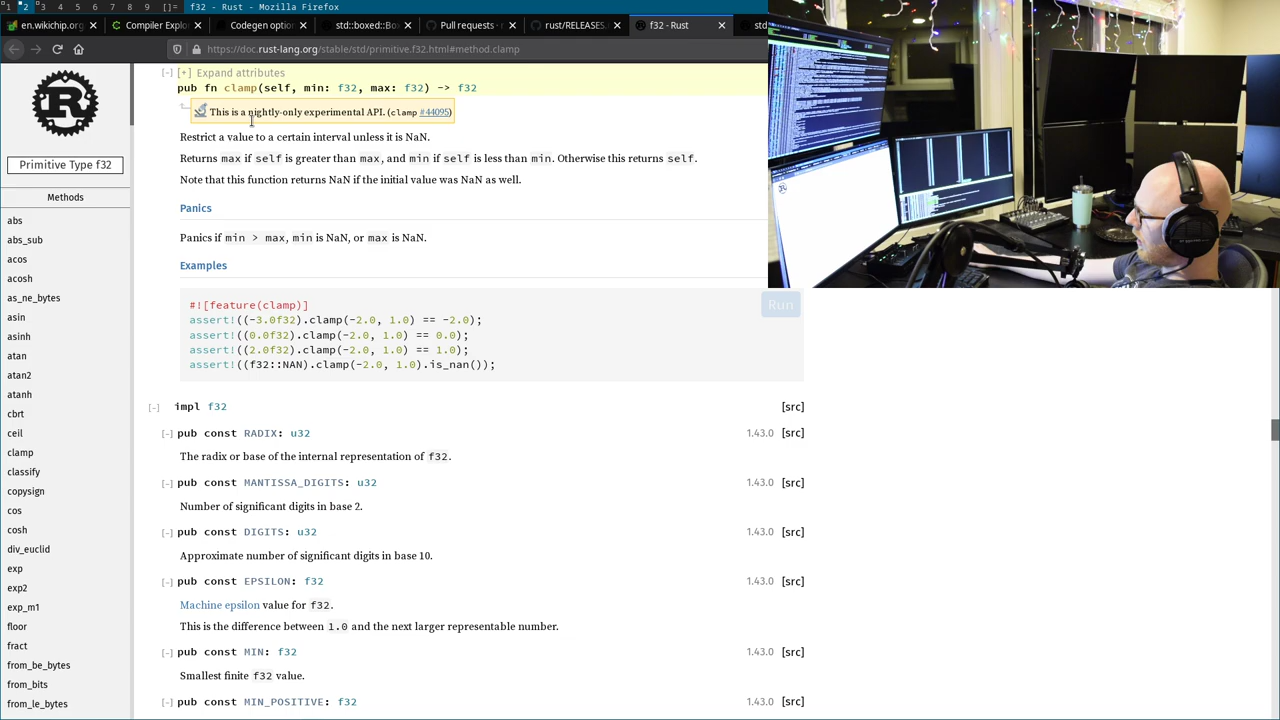 1 2 3 4 5 6 7 8 9 []= f32 - Rust - Mozilla Firefox
en.wikichip.org Compiler Explo Codegen option std::boxed::Box Pull requests · r rust/RELEASES. f32 - Rust std
https://doc.rust-lang.org/stable/std/primitive.f32.html#method.clamp
[-] [+] Expand attributes
pub fn clamp(self, min: f32, max: f32) -> f32
This is a nightly-only experimental API. (clamp #44095)
Restrict a value to a certain interval unless it is NaN.
Returns max if self is greater than max, and min if self is less than min. Otherwise this returns self.
Note that this function returns NaN if the initial value was NaN as well.
Panics
Panics if min > max, min is NaN, or max is NaN.
Examples
Run
#![feature(clamp)]
assert!((-3.0f32).clamp(-2.0, 1.0) == -2.0);
assert!((0.0f32).clamp(-2.0, 1.0) == 0.0);
assert!((2.0f32).clamp(-2.0, 1.0) == 1.0);
assert!((f32::NAN).clamp(-2.0, 1.0).is_nan());
[-] impl f32 [src]
[-] pub const RADIX: u32 1.43.0 [src]
The radix or base of the internal representation of f32.
[-] pub const MANTISSA_DIGITS: u32 1.43.0 [src]
Number of significant digits in base 2.
[-] pub const DIGITS: u32 1.43.0 [src]
Approximate number of significant digits in base 10.
[-] pub const EPSILON: f32 1.43.0 [src]
Machine epsilon value for f32.
This is the difference between 1.0 and the next larger representable number.
[-] pub const MIN: f32 1.43.0 [src]
Smallest finite f32 value.
[-] pub const MIN_POSITIVE: f32 1.43.0 [src]
Primitive Type f32
Methods
abs
abs_sub
acos
acosh
as_ne_bytes
asin
asinh
atan
atan2
atanh
cbrt
ceil
clamp
classify
copysign
cos
cosh
div_euclid
exp
exp2
exp_m1
floor
fract
from_be_bytes
from_bits
from_le_bytes